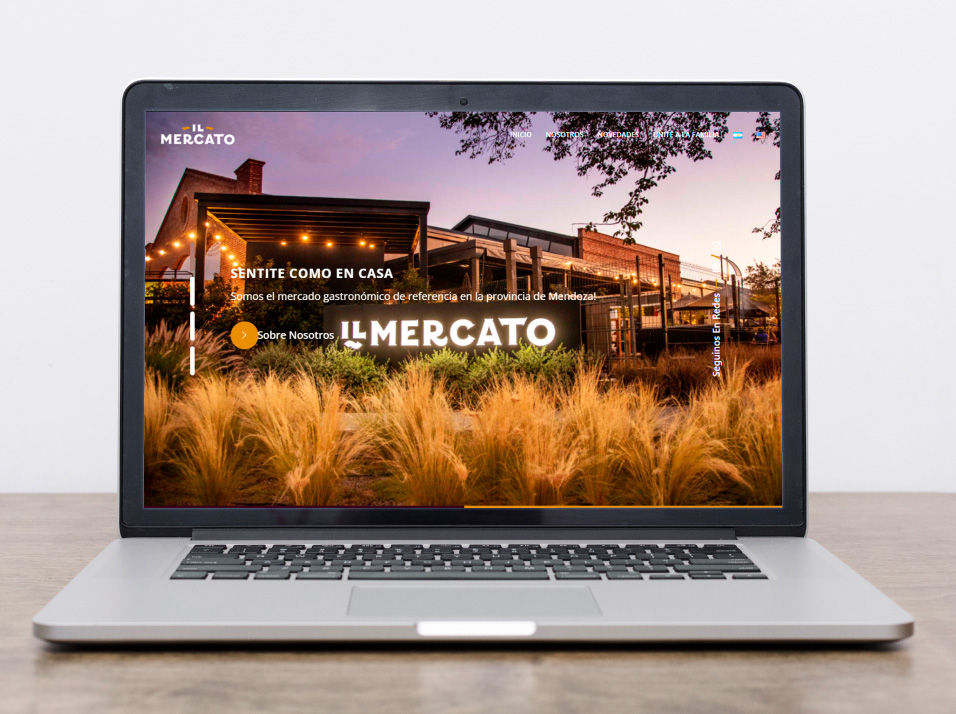 IL
MERCATO
INICIO NOSOTROS NOVEDADES UNITE A LA FAMILIA
SENTITE COMO EN CASA
Somos el mercado gastronómico de referencia en la provincia de Mendoza!
Sobre Nosotros
IL MERCATO
Seguinos En Redes